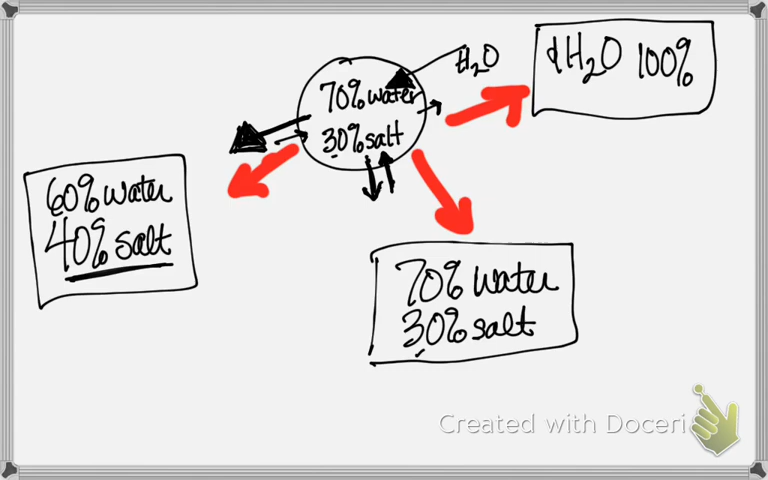 70% water
30% salt
H2O
dH2O 100%
60% water
40% salt
70% water
30% salt
Created with Doceri